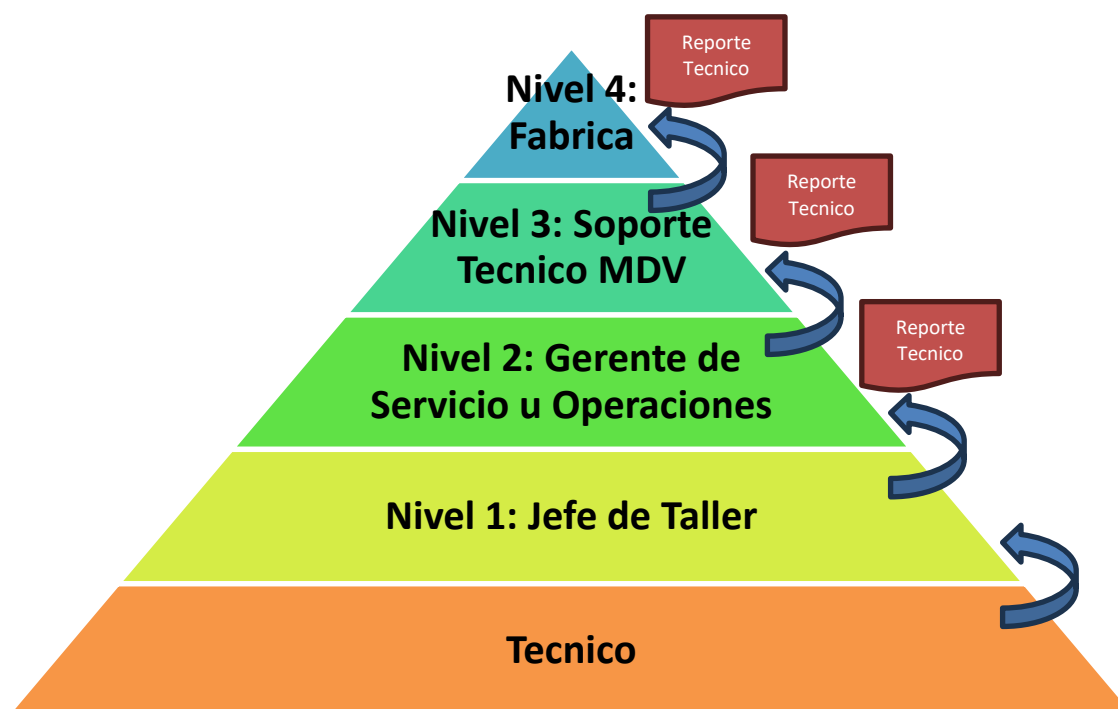 Reporte
Tecnico
Nivel 4:
Fabrica
Reporte
Tecnico
Nivel 3: Soporte
Tecnico MDV
Reporte
Tecnico
Nivel 2: Gerente de
Servicio u Operaciones
Nivel 1: Jefe de Taller
Tecnico